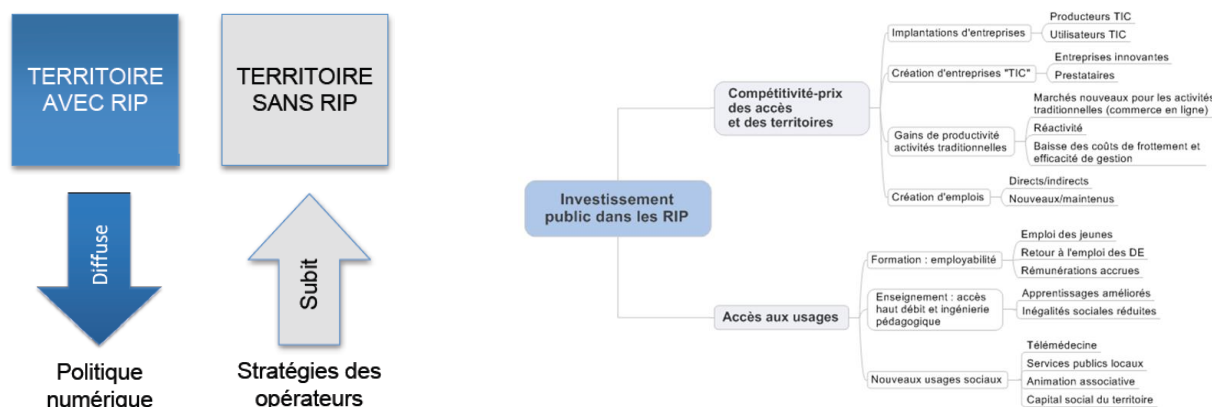 TERRITOIRE
AVEC RIP
Diffuse
Politique
numérique
TERRITOIRE
SANS RIP
Subit
Stratégies des
opérateurs
Investissement
public dans les RIP
Compétitivité-prix
des accès
et des territoires
Implantations d'entreprises
Producteurs TIC
Utilisateurs TIC
Création d'entreprises "TIC"
Entreprises innovantes
Prestataires
Gains de productivité
activités traditionnelles
Marchés nouveaux pour les activités
traditionnelles (commerce en ligne)
Réactivité
Baisse des coûts de frottement et
efficacité de gestion
Création d'emplois
Directs/indirects
Nouveaux/maintenus
Accès aux usages
Formation : employabilité
Emploi des jeunes
Retour à l'emploi des DE
Rémunérations accrues
Enseignement : accès
haut débit et ingénierie
pédagogique
Apprentissages améliorés
Inégalités sociales réduites
Nouveaux usages sociaux
Télémédecine
Services publics locaux
Animation associative
Capital social du territoire